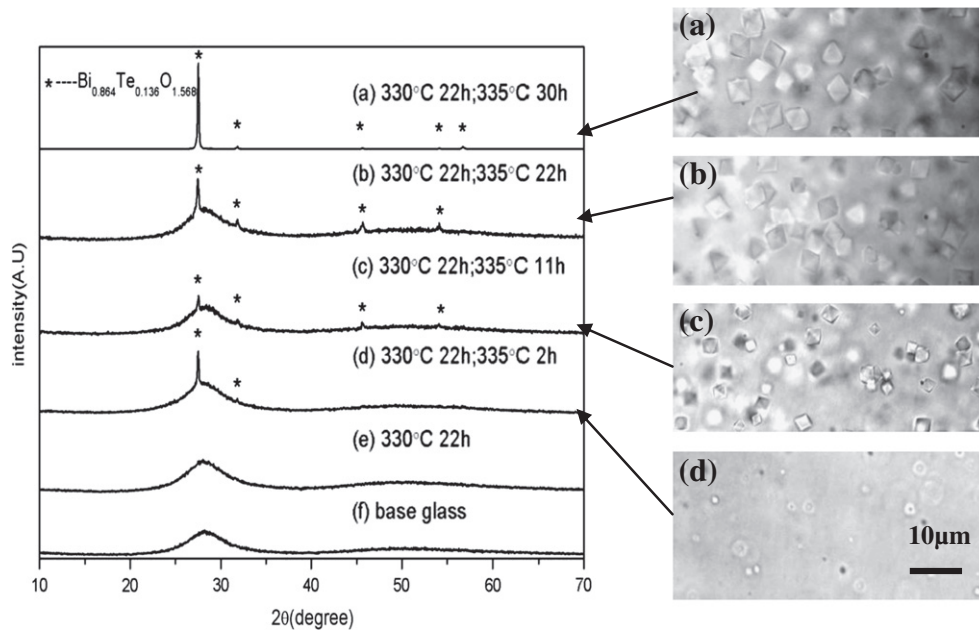 * ----Bi0.864Te0.136O1.568
*
(a) 330°C 22h;335°C 30h
* * * *
(b) 330°C 22h;335°C 22h
*
* * *
(c) 330°C 22h;335°C 11h
* * * *
(d) 330°C 22h;335°C 2h
*
*
(e) 330°C 22h
(f) base glass
intensity(A.U)
10 20 30 40 50 60 70
2θ(degree)
(a)
(b)
(c)
(d)
10μm